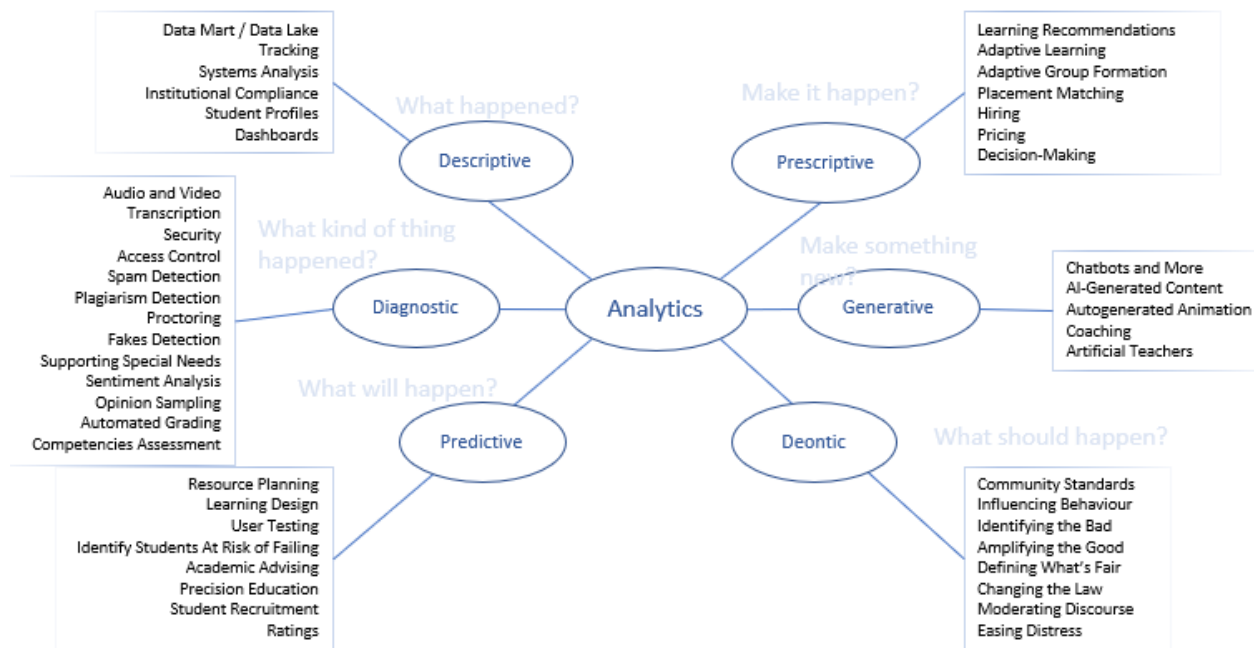 Data Mart / Data Lake
Tracking
Systems Analysis
Institutional Compliance
Student Profiles
Dashboards
What happened?
Descriptive
Make it happen?
Prescriptive
Learning Recommendations
Adaptive Learning
Adaptive Group Formation
Placement Matching
Hiring
Pricing
Decision-Making
Audio and Video
Transcription
Security
Access Control
Spam Detection
Plagiarism Detection
Proctoring
Fakes Detection
Supporting Special Needs
Sentiment Analysis
Opinion Sampling
Automated Grading
Competencies Assessment
What kind of thing
happened?
Diagnostic
Analytics
Make something
new?
Generative
Chatbots and More
AI-Generated Content
Autogenerated Animation
Coaching
Artificial Teachers
What will happen?
Predictive
Resource Planning
Learning Design
User Testing
Identify Students At Risk of Failing
Academic Advising
Precision Education
Student Recruitment
Ratings
Deontic
What should happen?
Community Standards
Influencing Behaviour
Identifying the Bad
Amplifying the Good
Defining What's Fair
Changing the Law
Moderating Discourse
Easing Distress